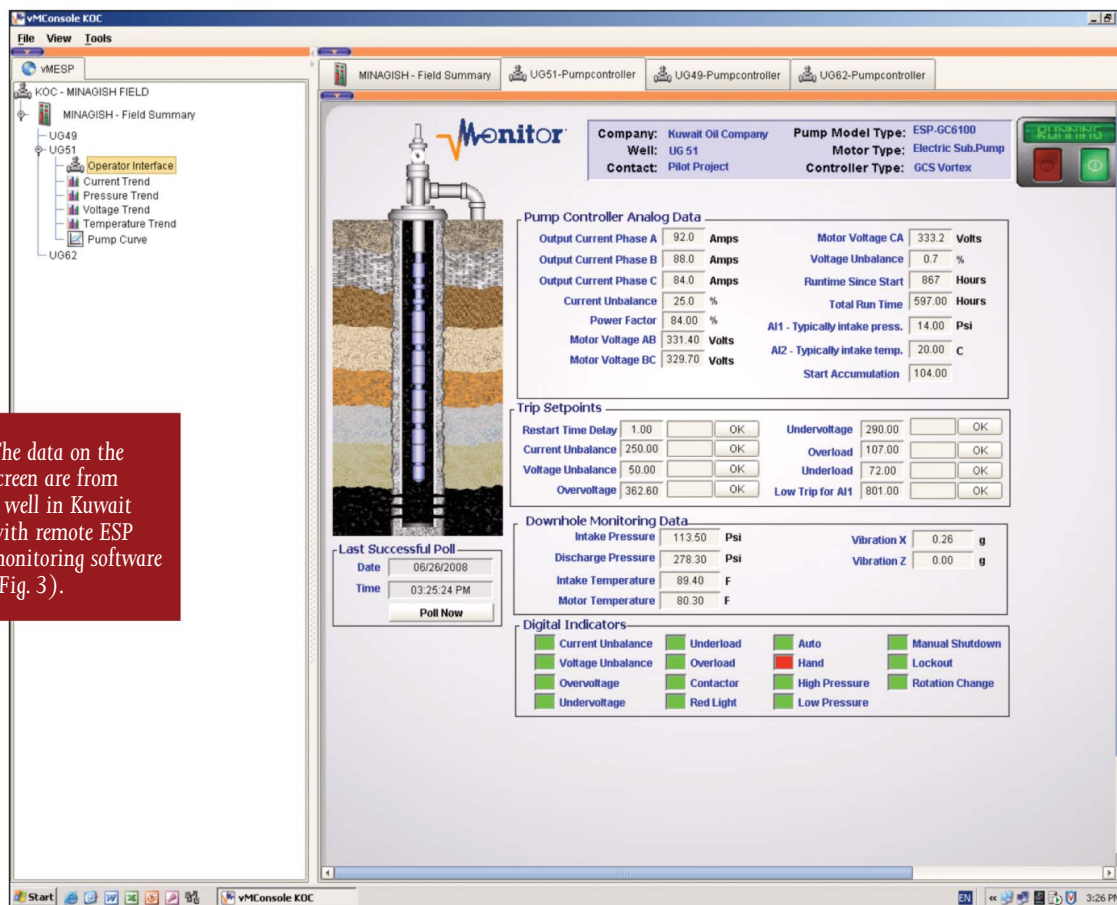 vMConsole KOC
File View Tools
vMESP
KOC - MINAGISH FIELD
MINAGISH - Field Summary
UG49
UG51
Operator Interface
Current Trend
Pressure Trend
Voltage Trend
Temperature Trend
Pump Curve
UG62
MINAGISH - Field Summary
UG51-Pumpcontroller
UG49-Pumpcontroller
UG62-Pumpcontroller
Monitor
Company: Kuwait Oil Company
Well: UG 51
Contact: Pilot Project
Pump Model Type: ESP-GC6100
Motor Type: Electric Sub.Pump
Controller Type: GCS Vortex
RUNNING
Pump Controller Analog Data
Output Current Phase A 92.0 Amps
Output Current Phase B 88.0 Amps
Output Current Phase C 84.0 Amps
Current Unbalance 25.0 %
Power Factor 84.00 %
Motor Voltage AB 331.40 Volts
Motor Voltage BC 329.70 Volts
Motor Voltage CA 333.2 Volts
Voltage Unbalance 0.7 %
Runtime Since Start 867 Hours
Total Run Time 597.00 Hours
AI1 - Typically intake press. 14.00 Psi
AI2 - Typically intake temp. 20.00 C
Start Accumulation 104.00
Trip Setpoints
Restart Time Delay 1.00 OK
Current Unbalance 250.00 OK
Voltage Unbalance 50.00 OK
Overvoltage 362.60 OK
Undervoltage 290.00 OK
Overload 107.00 OK
Underload 72.00 OK
Low Trip for AI1 801.00 OK
Downhole Monitoring Data
Intake Pressure 113.50 Psi
Discharge Pressure 278.30 Psi
Intake Temperature 89.40 F
Motor Temperature 80.30 F
Vibration X 0.26 g
Vibration Z 0.00 g
Last Successful Poll
Date 06/26/2008
Time 03:25:24 PM
Poll Now
Digital Indicators
Current Unbalance Underload Auto Manual Shutdown
Voltage Unbalance Overload Hand Lockout
Overvoltage Contactor High Pressure Rotation Change
Undervoltage Red Light Low Pressure
data on the
are from
well in Kuwait
remote ESP
software
Fig. 3).
Start
vMConsole KOC
EN
3:26 PM